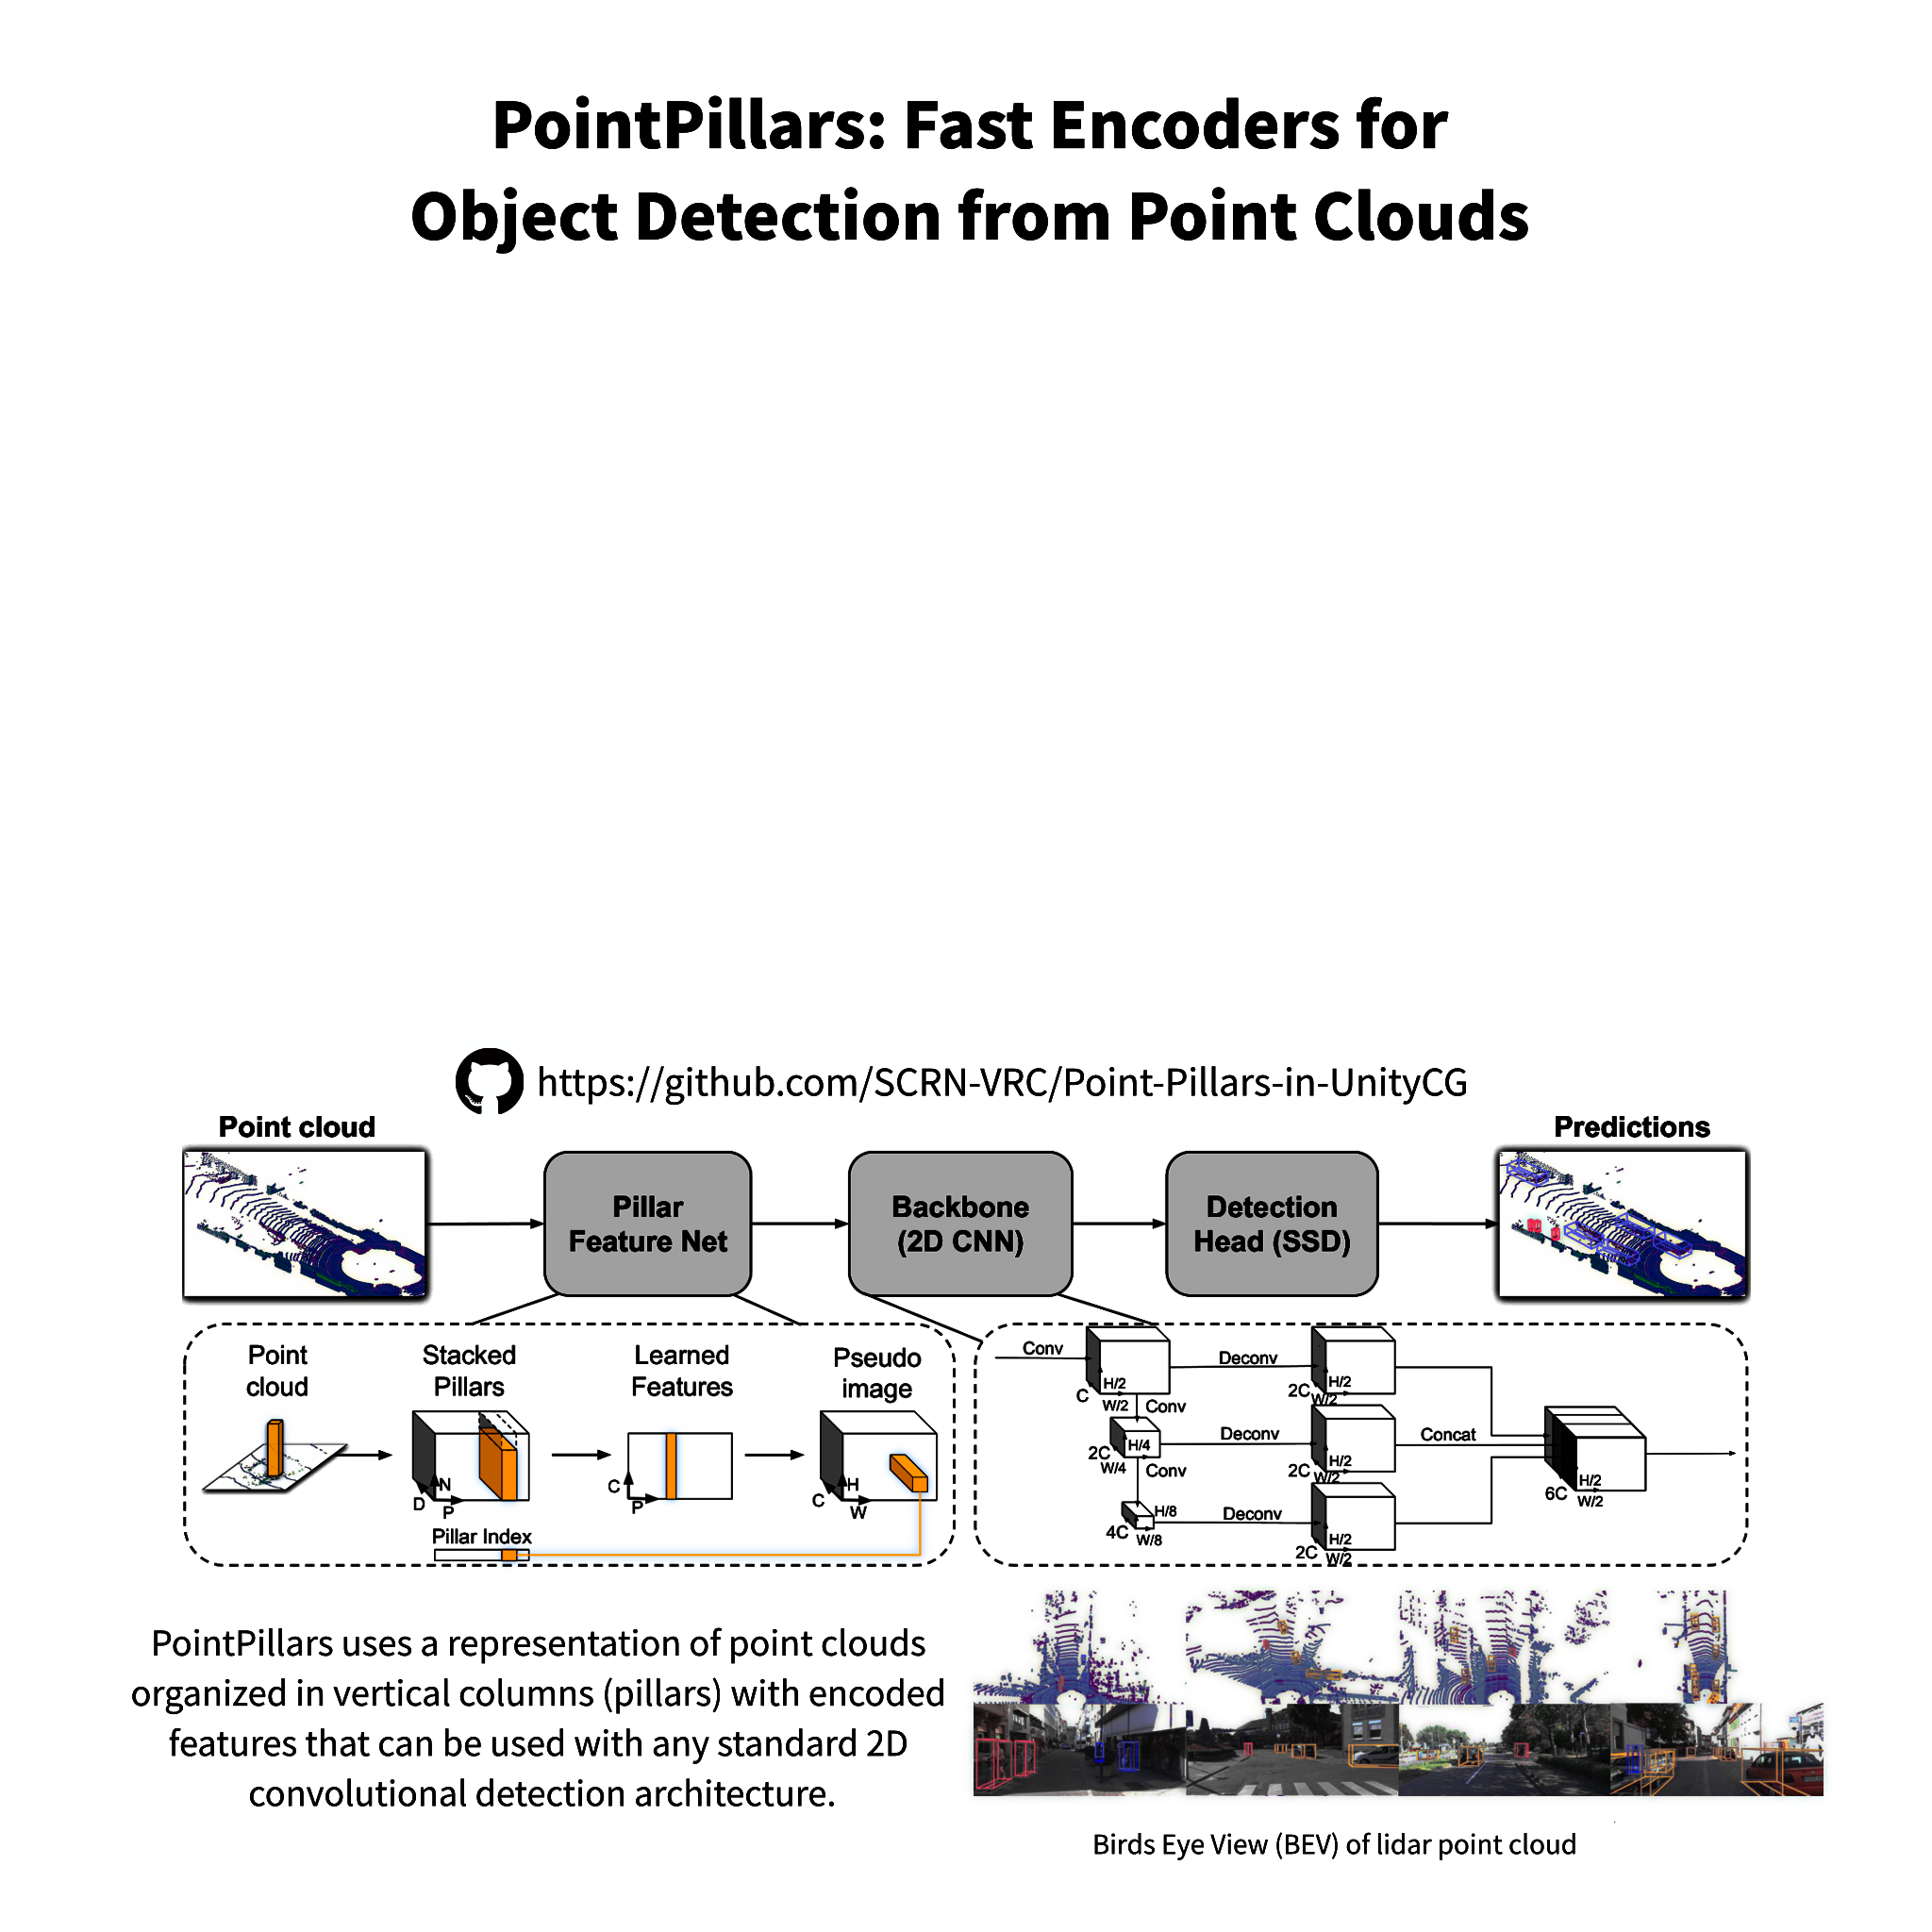 PointPillars: Fast Encoders for
Object Detection from Point Clouds
https://github.com/SCRN-VRC/Point-Pillars-in-UnityCG
Point cloud
Predictions
Pillar
Feature Net
Backbone
(2D CNN)
Detection
Head (SSD)
Point
cloud
Stacked
Pillars
Learned
Features
Pseudo
image
N
D
P
C
P
H
C
W
Pillar Index
Conv
H/2
C
W/2
Conv
H/4
2C
W/4
Conv
H/8
4C
W/8
Deconv
H/2
2C
W/2
Deconv
H/2
2C
W/2
Deconv
H/2
2C
W/2
Concat
H/2
6C
W/2
PointPillars uses a representation of point clouds
organized in vertical columns (pillars) with encoded
features that can be used with any standard 2D
convolutional detection architecture.
Birds Eye View (BEV) of lidar point cloud